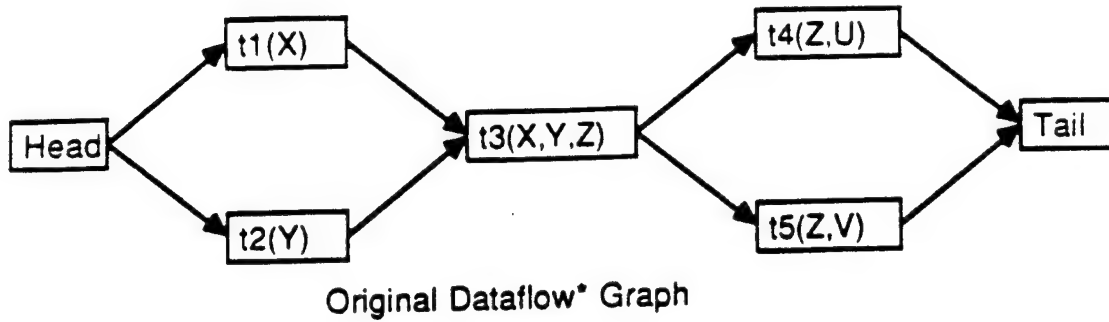 t1(X)
t4(Z,U)
Head
t3(X,Y,Z)
Tail
t2(Y)
t5(Z,V)
Original Dataflow* Graph